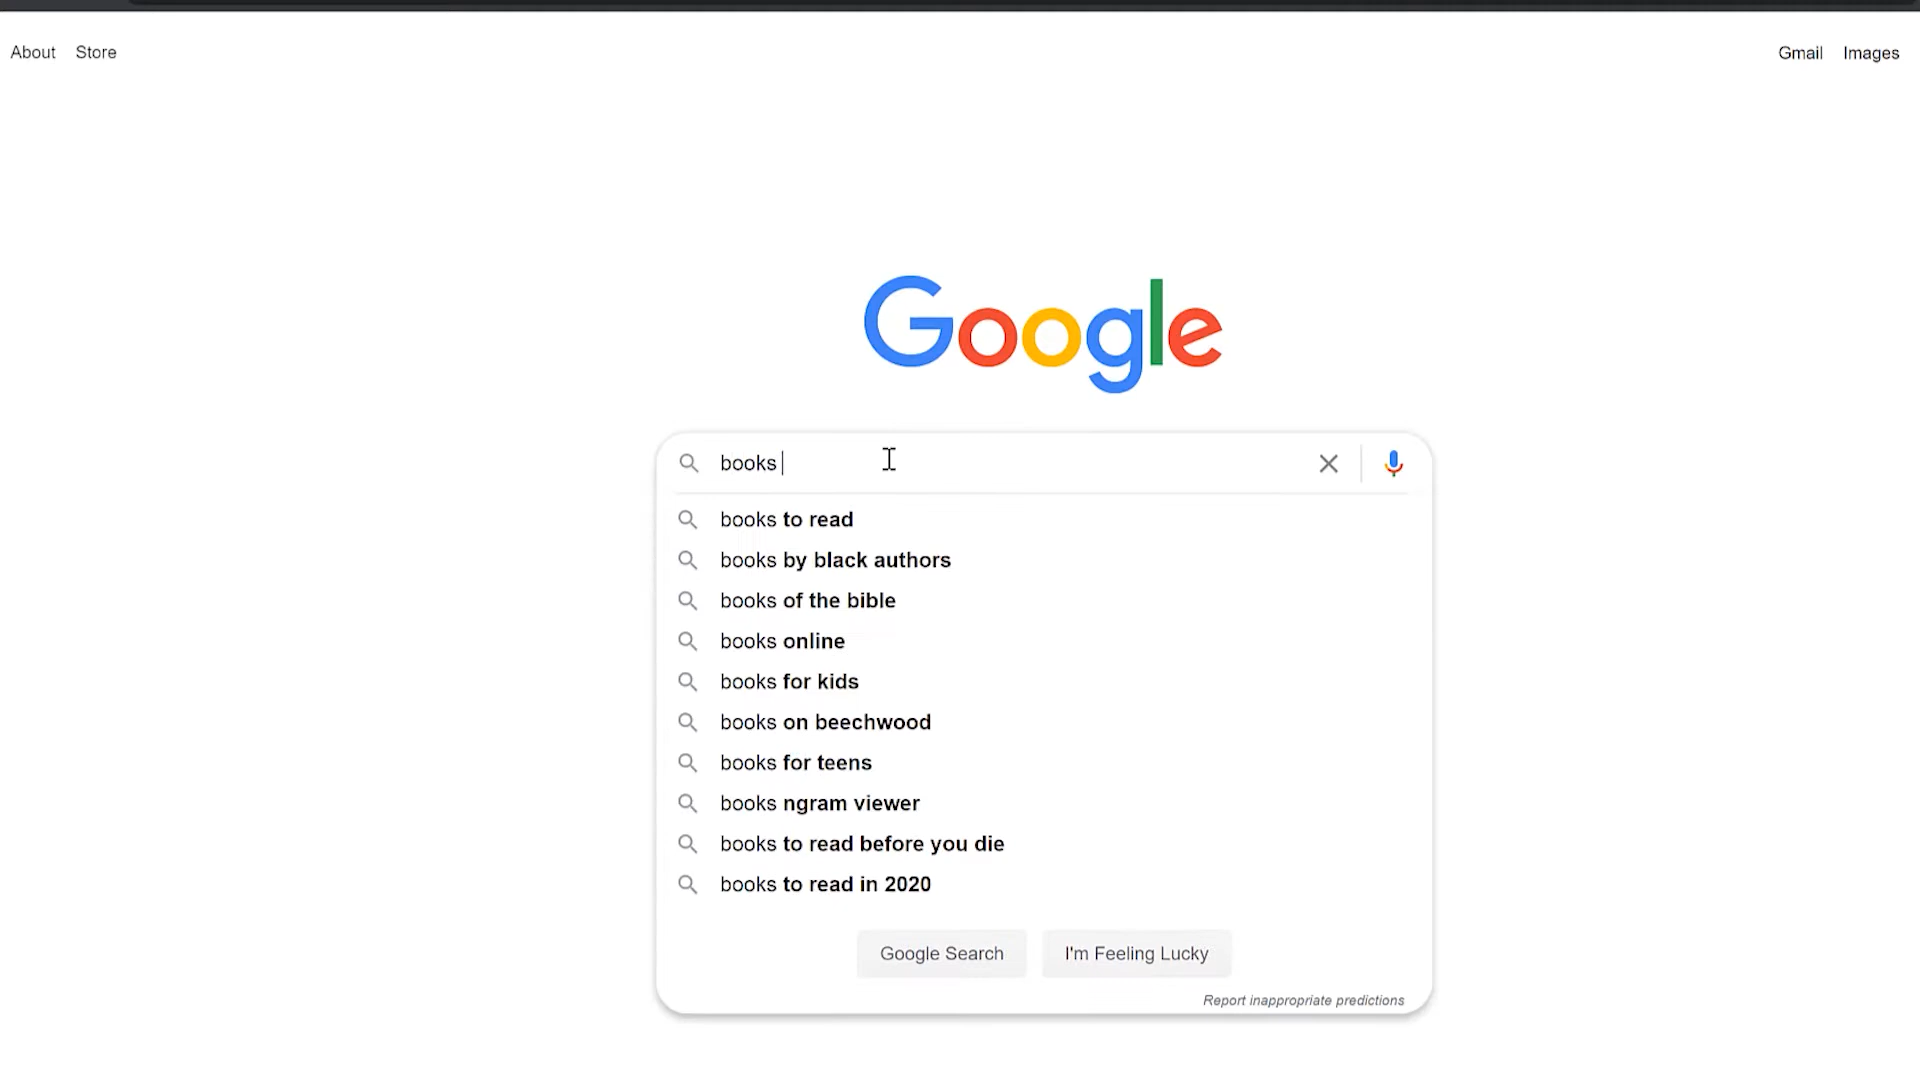 About Store
Gmail Images
Google
books
books to read
books by black authors
books of the bible
books online
books for kids
books on beechwood
books for teens
books ngram viewer
books to read before you die
books to read in 2020
Google Search
I'm Feeling Lucky
Report inappropriate predictions